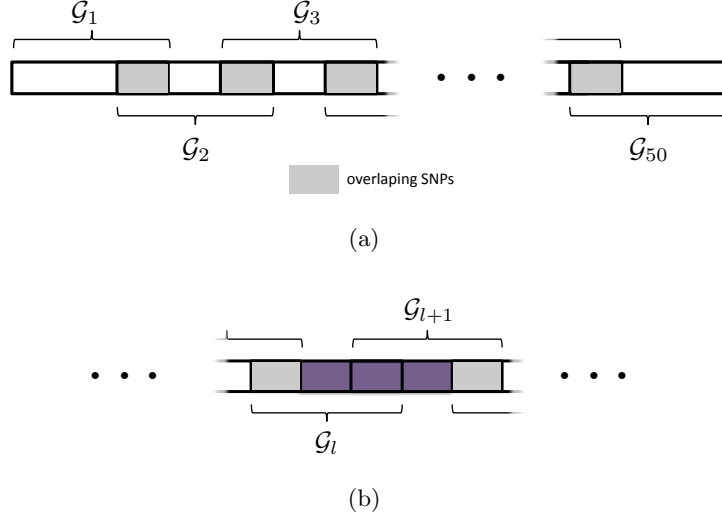 𝒢₁ 𝒢₃
𝒢₂ 𝒢₅₀
overlaping SNPs
(a)
𝒢ₗ₊₁
𝒢ₗ
(b)